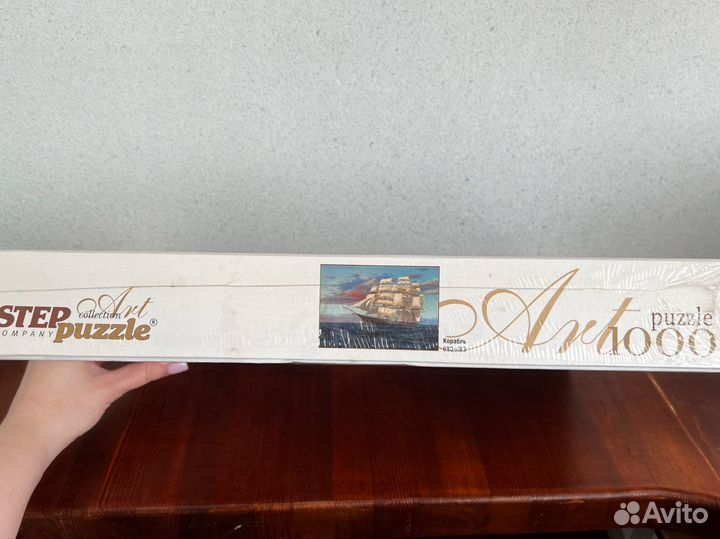 STEP
COMPANY
puzzle®
Art
collection
Корабль
Art
puzzle
1000
Avito